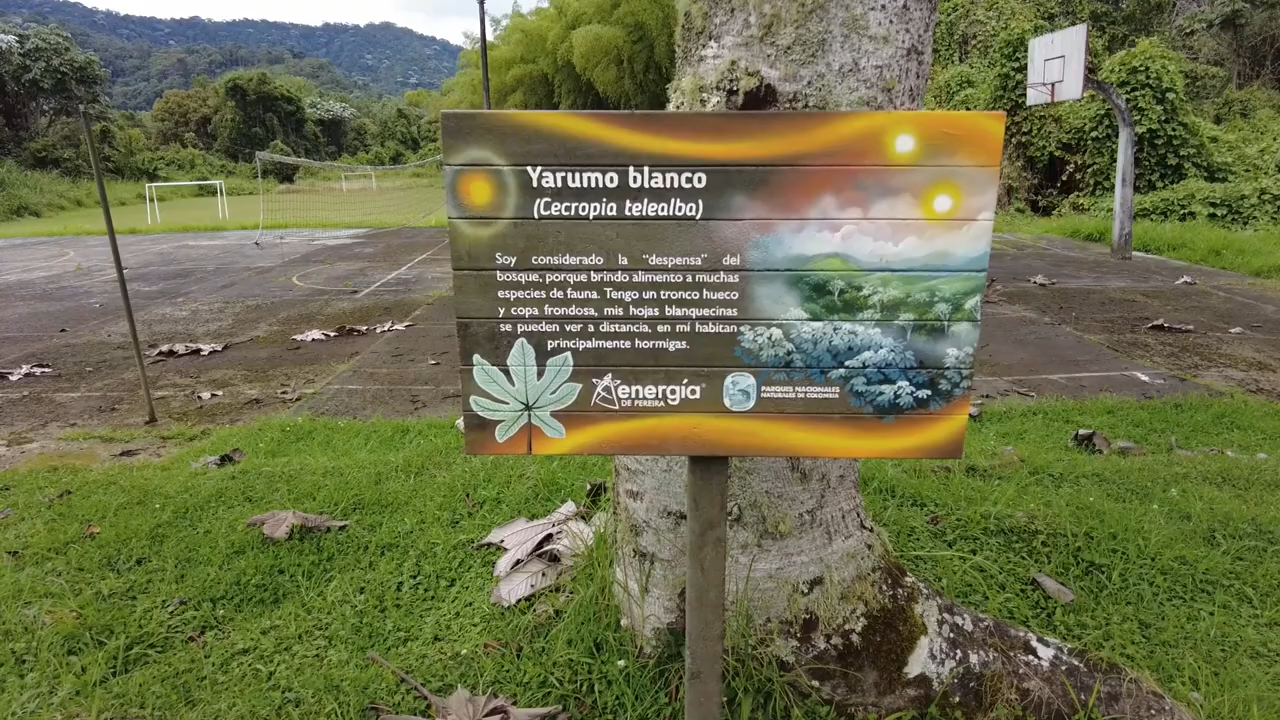 Yarumo blanco
(Cecropia telealba)
Soy considerado la “despensa” del
bosque, porque brindo alimento a muchas
especies de fauna. Tengo un tronco hueco
y copa frondosa, mis hojas blanquecinas
se pueden ver a distancia, en mí habitan
principalmente hormigas.
energía
DE PEREIRA
PARQUES NACIONALES
NATURALES DE COLOMBIA